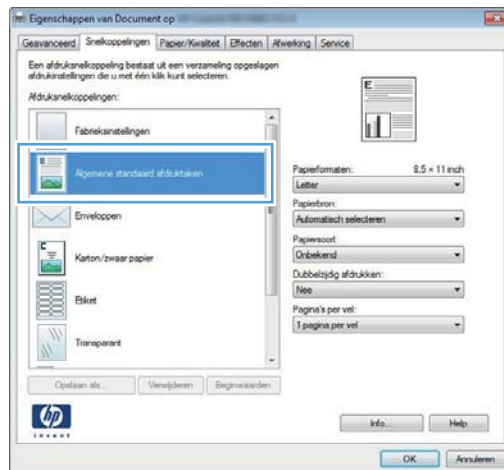 Eigenschappen van Document op
Geavanceerd Snelkoppelingen Papier/Kwaliteit Effecten Afwerking Service
Een afdruksnelkoppeling bestaat uit een verzameling opgeslagen
afdrukinstellingen die u met één klik kunt selecteren.
Afdruksnelkoppelingen:
Fabrieksinstellingen
Algemene standaard afdruktaken
Enveloppen
Karton/zwaar papier
Etiket
Transparant
Opslaan als... Verwijderen Beginwaarden
E
Papierformaten: 8.5 × 11 inch
Letter
Papierbron:
Automatisch selecteren
Papiersoort:
Onbekend
Dubbelzijdig afdrukken:
Nee
Pagina's per vel:
1 pagina per vel
hp
invent
Info... Help
OK Annuleren